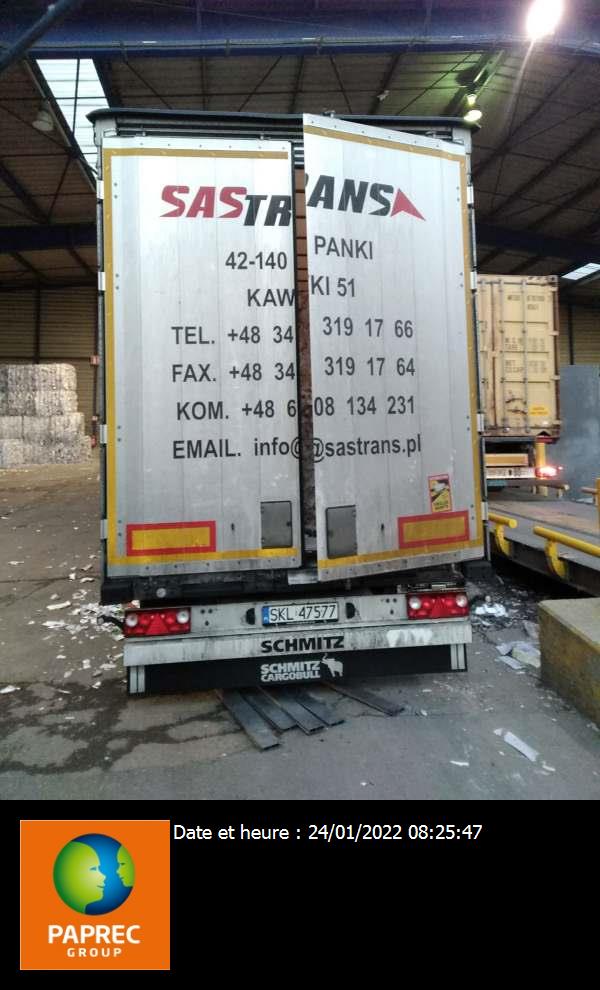 SASTRANS
42-140 PANKI
KAW KI 51
TEL. +48 34 319 17 66
FAX. +48 34 319 17 64
KOM. +48 6 08 134 231
EMAIL. info@@sastrans.pl
SKL 47577
SCHMITZ
SCHMITZ
CARGOBULL
Date et heure : 24/01/2022 08:25:47
PAPREC
GROUP